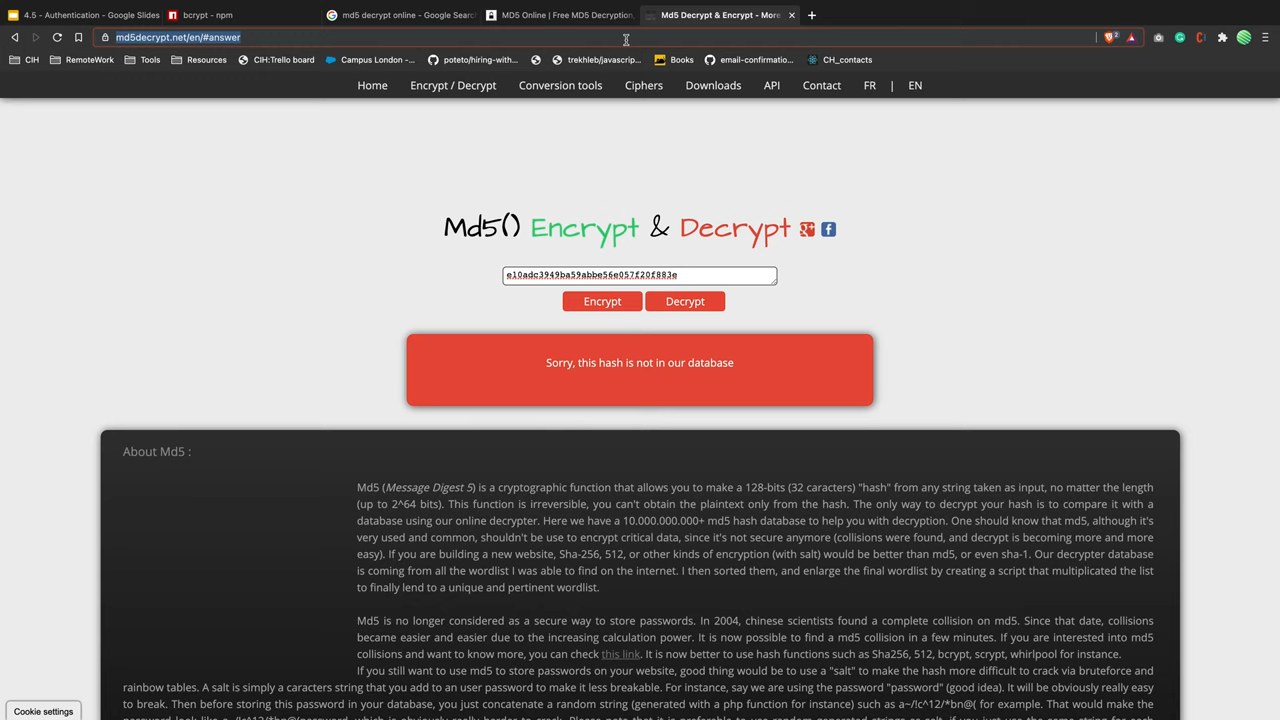 4.5 - Authentication - Google Slides
bcrypt - npm
md5 decrypt online - Google Sear
MD5 Online | Free MD5 Decryption,
Md5 Decrypt & Encrypt - More
md5decrypt.net/en/#answer
CIH
RemoteWork
Tools
Resources
CIH:Trello board
Campus London -...
poteto/hiring-with...
trekhleb/javascrip...
Books
email-confirmatio...
CH_contacts
Home
Encrypt / Decrypt
Conversion tools
Ciphers
Downloads
API
Contact
FR | EN
Md5() Encrypt & Decrypt
e10adc3949ba59abbe56e057f20f883e
Encrypt
Decrypt
Sorry, this hash is not in our database
About Md5 :
Md5 (Message Digest 5) is a cryptographic function that allows you to make a 128-bits (32 caracters) "hash" from any string taken as input, no matter the length
(up to 2^64 bits). This function is irreversible, you can't obtain the plaintext only from the hash. The only way to decrypt your hash is to compare it with a
database using our online decrypter. Here we have a 10.000.000.000+ md5 hash database to help you with decryption. One should know that md5, although it's
very used and common, shouldn't be use to encrypt critical data, since it's not secure anymore (collisions were found, and decrypt is becoming more and more
easy). If you are building a new website, Sha-256, 512, or other kinds of encryption (with salt) would be better than md5, or even sha-1. Our decrypter database
is coming from all the wordlist I was able to find on the internet. I then sorted them, and enlarge the final wordlist by creating a script that multiplicated the list
to finally lend to a unique and pertinent wordlist.
Md5 is no longer considered as a secure way to store passwords. In 2004, chinese scientists found a complete collision on md5. Since that date, collisions
became easier and easier due to the increasing calculation power. It is now possible to find a md5 collision in a few minutes. If you are interested into md5
collisions and want to know more, you can check this link. It is now better to use hash functions such as Sha256, 512, bcrypt, scrypt, whirlpool for instance.
If you still want to use md5 to store passwords on your website, good thing would be to use a "salt" to make the hash more difficult to crack via bruteforce and
rainbow tables. A salt is simply a caracters string that you add to an user password to make it less breakable. For instance, say we are using the password "password" (good idea). It will be obviously really easy
to break. Then before storing this password in your database, you just concatenate a random string (generated with a php function for instance) such as a~/!c^12/*bn@( for example. That would make the
Cookie settings